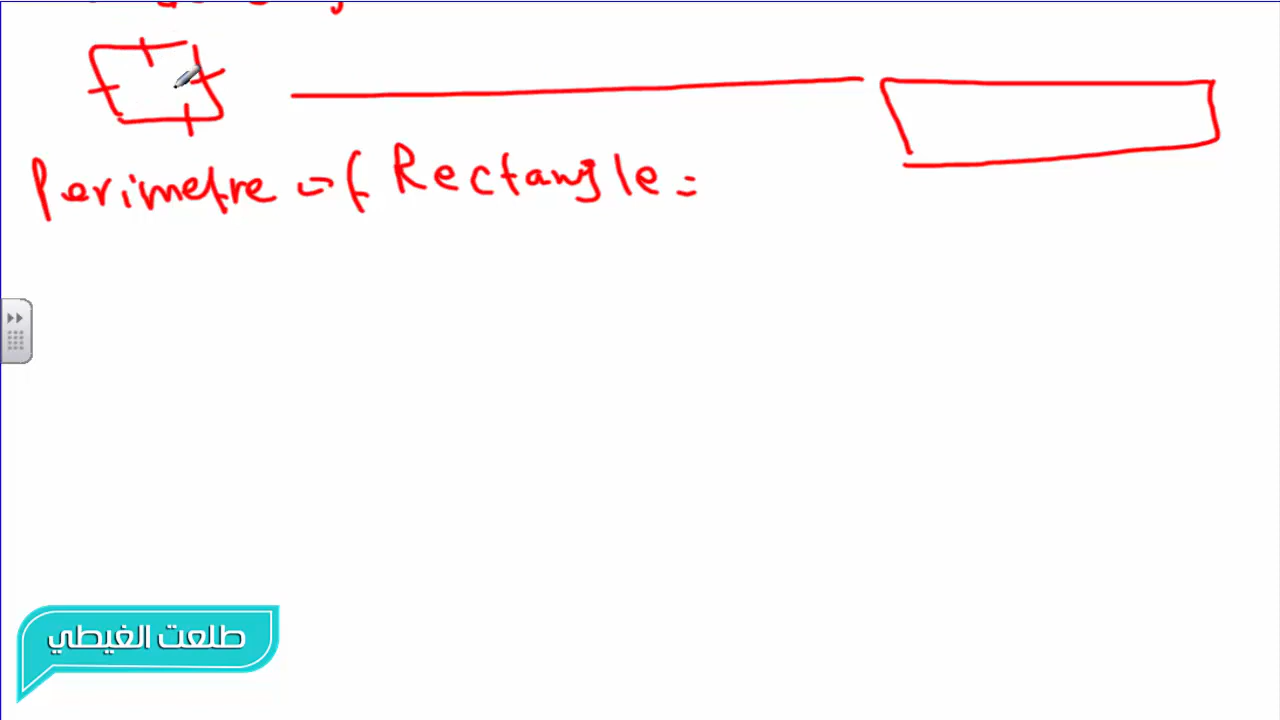 Perimetre of Rectangle =
طلعت الغيطي